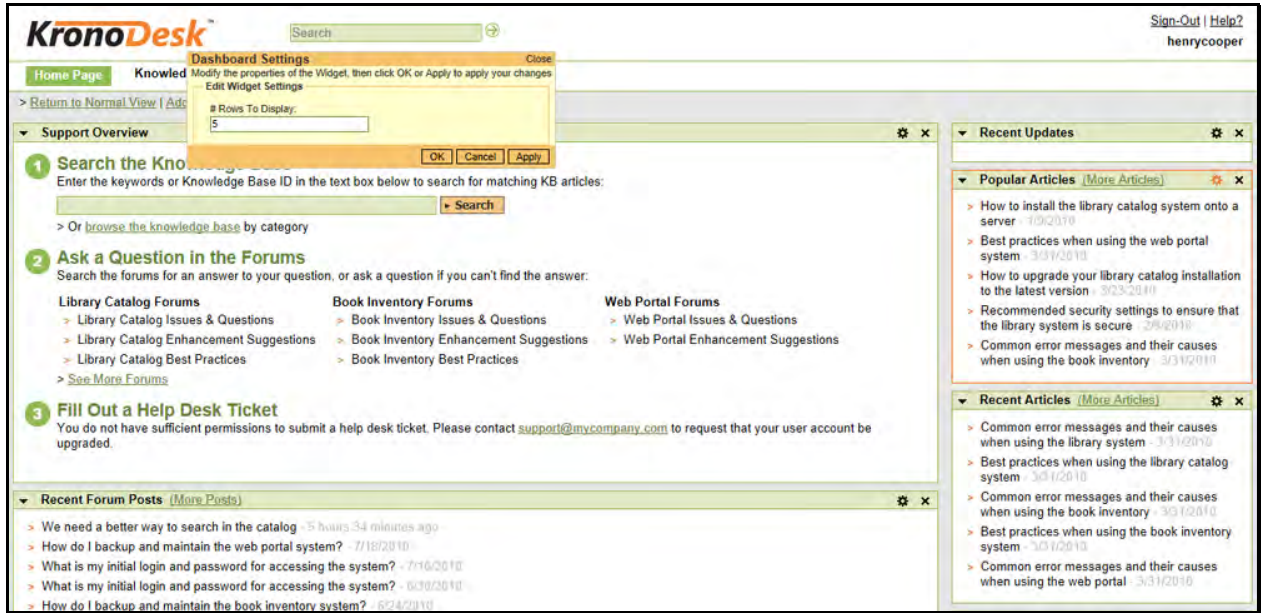 KronoDesk
Search
Sign-Out | Help?
henrycooper
Dashboard Settings
Close
Modify the properties of the Widget, then click OK or Apply to apply your changes
Edit Widget Settings
# Rows To Display:
5
OK
Cancel
Apply
Home Page
Knowled
> Return to Normal View | Add
Support Overview
1
Search the Kno
Enter the keywords or Knowledge Base ID in the text box below to search for matching KB articles:
Search
> Or browse the knowledge base by category
2
Ask a Question in the Forums
Search the forums for an answer to your question, or ask a question if you can't find the answer:
Library Catalog Forums
> Library Catalog Issues & Questions
> Library Catalog Enhancement Suggestions
> Library Catalog Best Practices
> See More Forums
Book Inventory Forums
> Book Inventory Issues & Questions
> Book Inventory Enhancement Suggestions
> Book Inventory Best Practices
Web Portal Forums
> Web Portal Issues & Questions
> Web Portal Enhancement Suggestions
3
Fill Out a Help Desk Ticket
You do not have sufficient permissions to submit a help desk ticket. Please contact support@mycompany.com to request that your user account be
upgraded.
Recent Forum Posts (More Posts)
> We need a better way to search in the catalog - 5 hours 34 minutes ago
> How do I backup and maintain the web portal system? - 7/18/2010
> What is my initial login and password for accessing the system? - 7/16/2010
> What is my initial login and password for accessing the system? - 6/30/2010
> How do I backup and maintain the book inventory system? - 6/24/2010
Recent Updates
Popular Articles (More Articles)
> How to install the library catalog system onto a
server - 1/9/2010
> Best practices when using the web portal
system - 3/31/2010
> How to upgrade your library catalog installation
to the latest version - 3/23/2010
> Recommended security settings to ensure that
the library system is secure - 2/8/2010
> Common error messages and their causes
when using the book inventory - 3/31/2010
Recent Articles (More Articles)
> Common error messages and their causes
when using the library system - 3/31/2010
> Best practices when using the library catalog
system - 3/31/2010
> Common error messages and their causes
when using the book inventory - 3/31/2010
> Best practices when using the book inventory
system - 3/31/2010
> Common error messages and their causes
when using the web portal - 3/31/2010